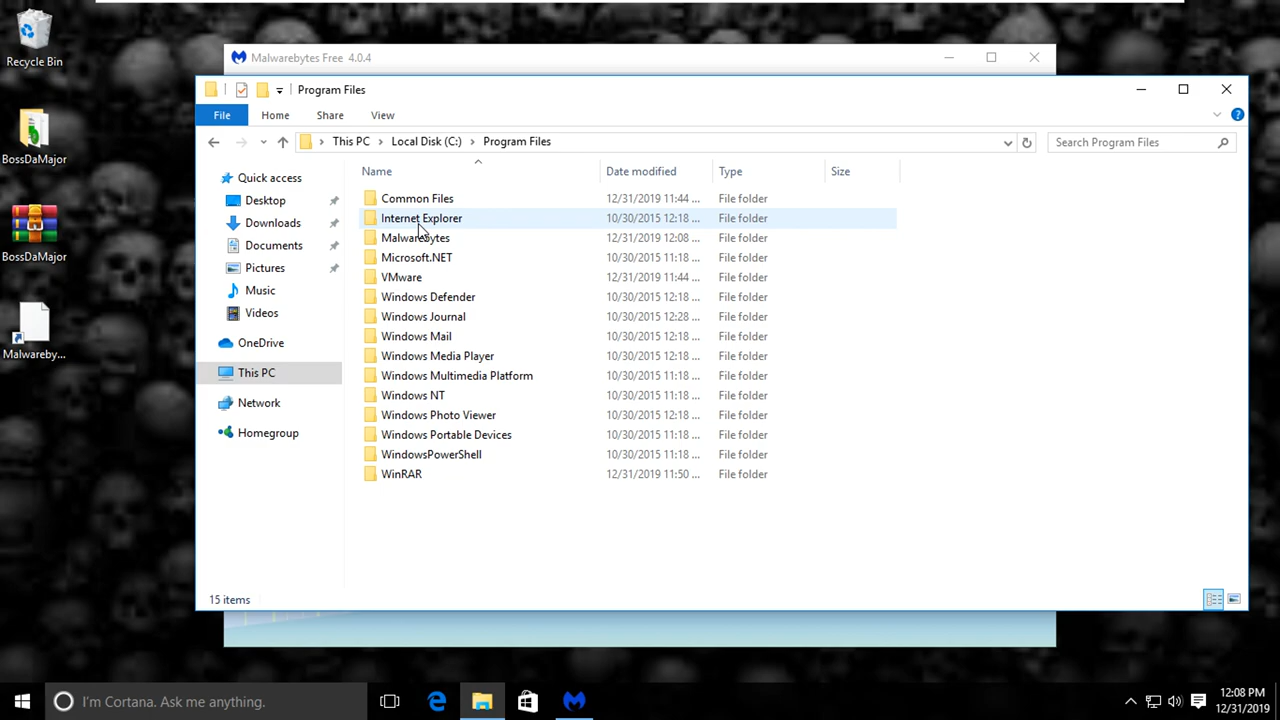 Recycle Bin
BossDaMajor
BossDaMajor
Malwareby...
Malwarebytes Free 4.0.4
Program Files
File Home Share View
This PC Local Disk (C:) Program Files
Search Program Files
Quick access
Desktop
Downloads
Documents
Pictures
Music
Videos
OneDrive
This PC
Network
Homegroup
Name Date modified Type Size
Common Files 12/31/2019 11:44 ... File folder
Internet Explorer 10/30/2015 12:18 ... File folder
Malwarebytes 12/31/2019 12:08 ... File folder
Microsoft.NET 10/30/2015 11:18 ... File folder
VMware 12/31/2019 11:44 ... File folder
Windows Defender 10/30/2015 12:18 ... File folder
Windows Journal 10/30/2015 12:28 ... File folder
Windows Mail 10/30/2015 12:18 ... File folder
Windows Media Player 10/30/2015 12:18 ... File folder
Windows Multimedia Platform 10/30/2015 11:18 ... File folder
Windows NT 10/30/2015 11:18 ... File folder
Windows Photo Viewer 10/30/2015 12:18 ... File folder
Windows Portable Devices 10/30/2015 11:18 ... File folder
WindowsPowerShell 10/30/2015 11:18 ... File folder
WinRAR 12/31/2019 11:50 ... File folder
15 items
I'm Cortana. Ask me anything.
12:08 PM
12/31/2019